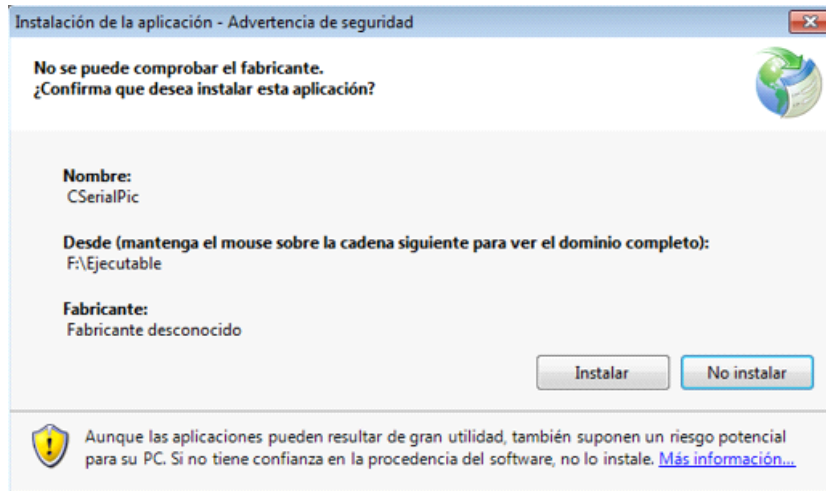 Instalación de la aplicación - Advertencia de seguridad
No se puede comprobar el fabricante.
¿Confirma que desea instalar esta aplicación?
Nombre:
CSerialPic
Desde (mantenga el mouse sobre la cadena siguiente para ver el dominio completo):
F:\Ejecutable
Fabricante:
Fabricante desconocido
Instalar
No instalar
Aunque las aplicaciones pueden resultar de gran utilidad, también suponen un riesgo potencial
para su PC. Si no tiene confianza en la procedencia del software, no lo instale. Más información...